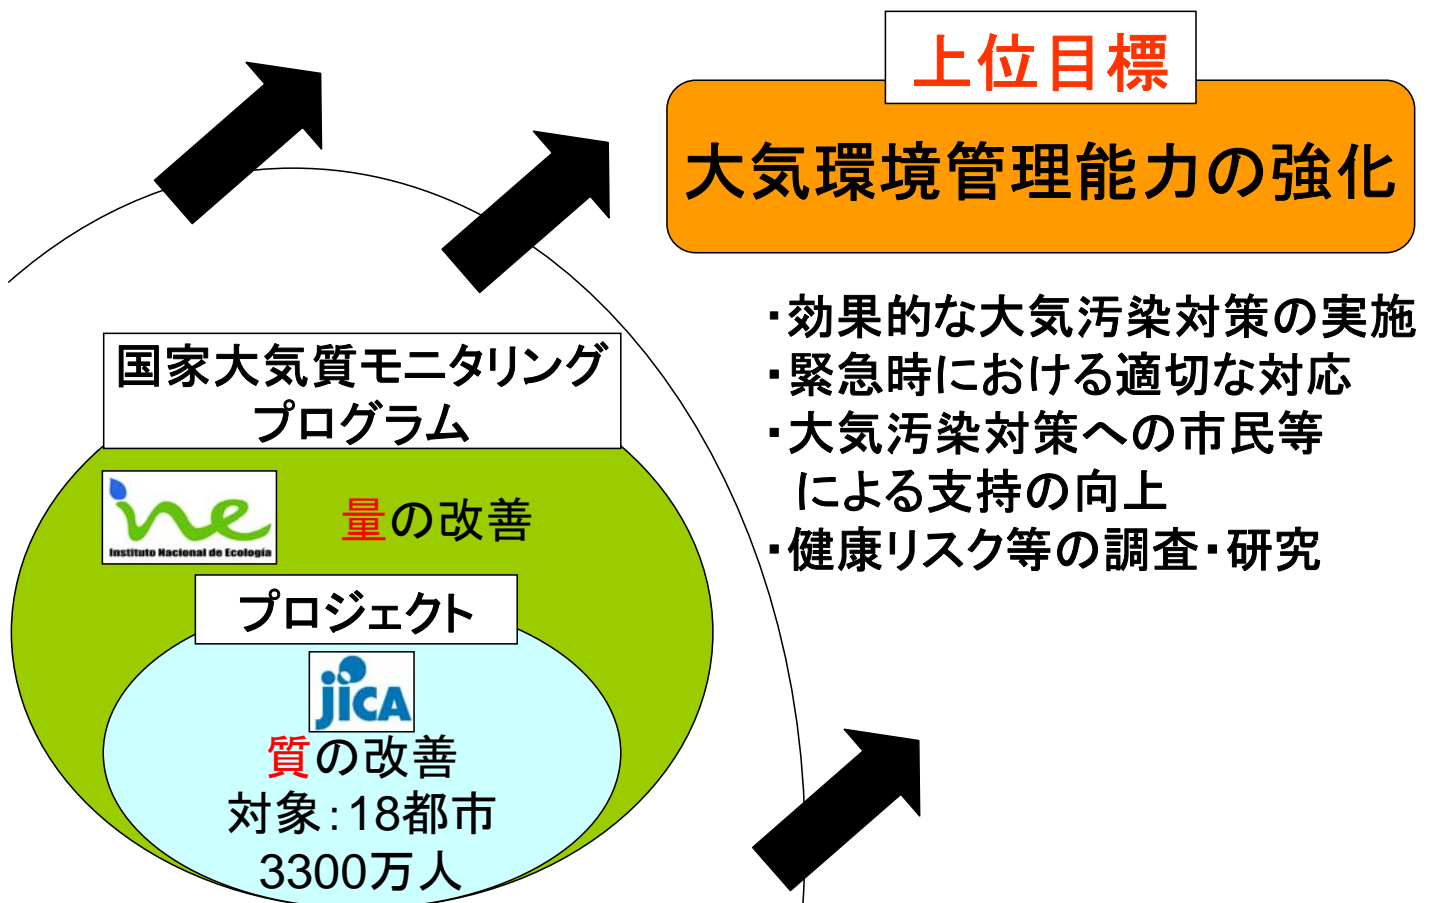 上位目標
大気環境管理能力の強化
・効果的な大気汚染対策の実施
・緊急時における適切な対応
・大気汚染対策への市民等
による支持の向上
・健康リスク等の調査・研究
国家大気質モニタリング
プログラム
ine
Instituto Nacional de Ecología
量の改善
プロジェクト
jICA
質の改善
対象:18都市
3300万人